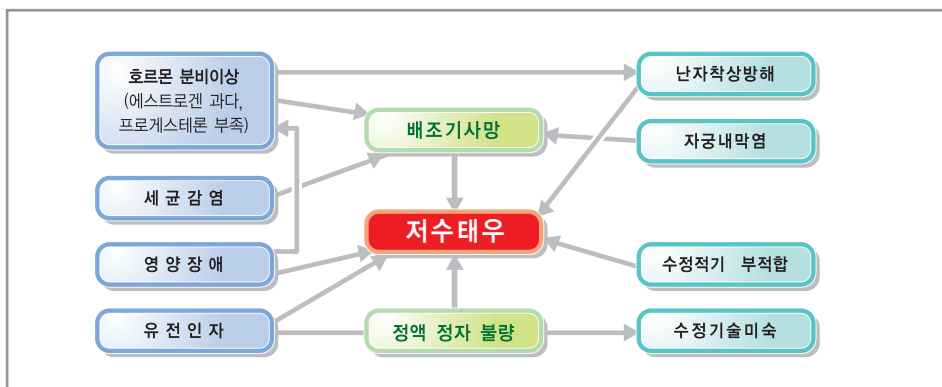 호르몬 분비이상
(에스트로겐 과다,
프로게스테론 부족)
난자착상방해
배조기사망
자궁내막염
세균감염
저수태우
영양장애
수정적기 부적합
유전인자
정액 정자 불량
수정기술미숙